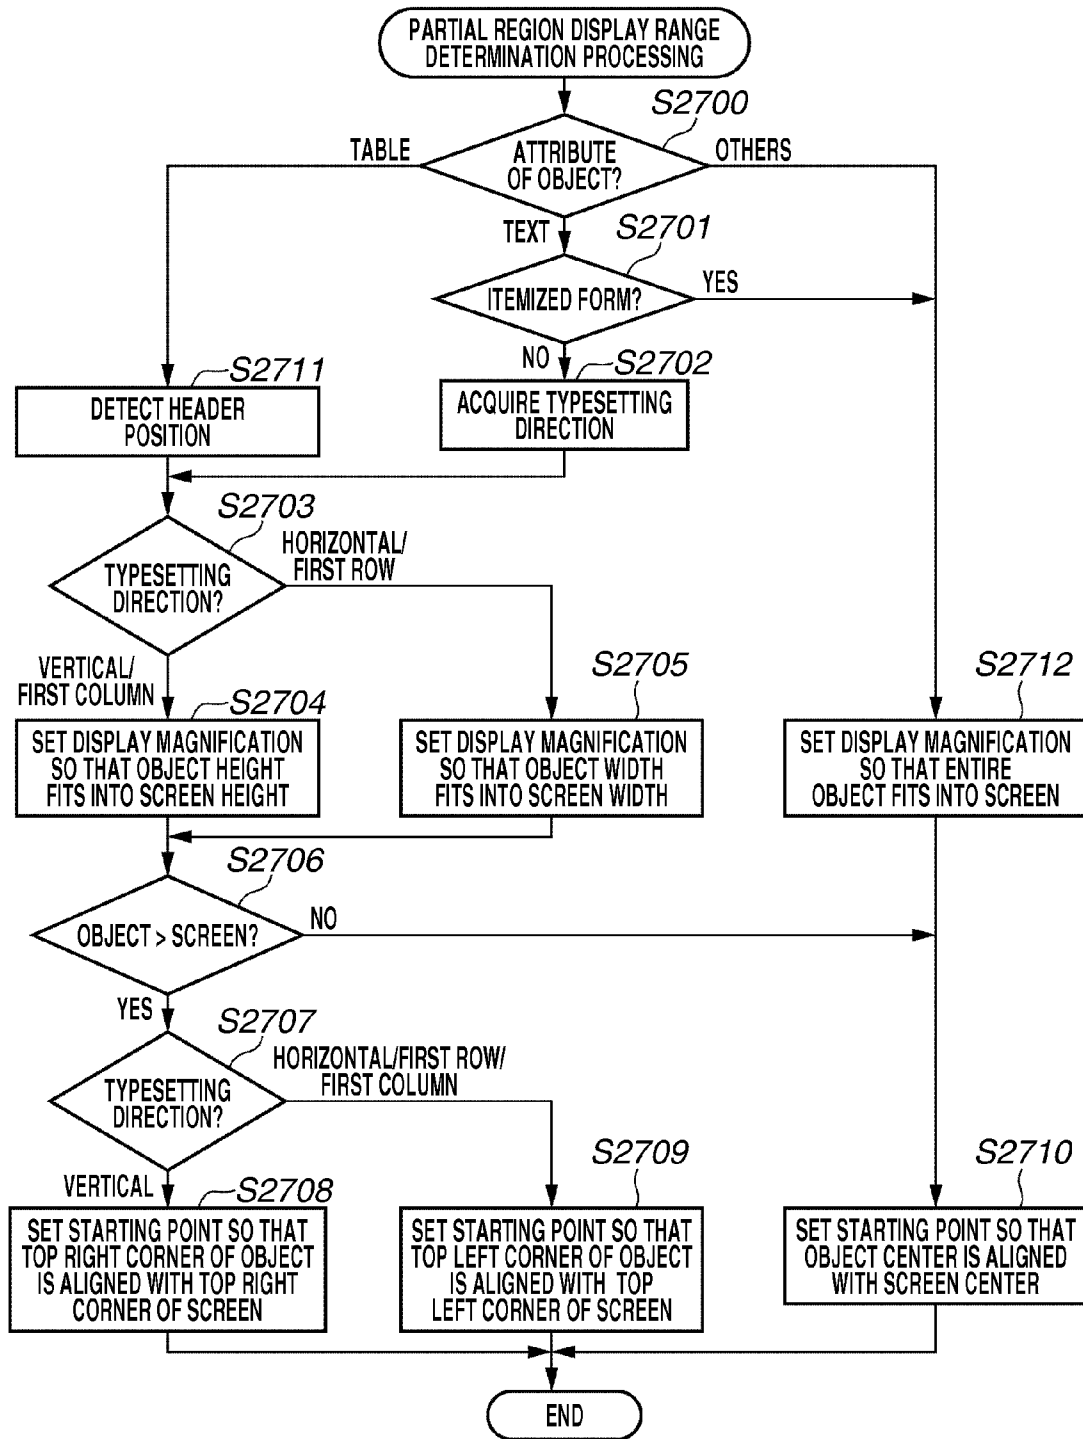 PARTIAL REGION DISPLAY RANGE
DETERMINATION PROCESSING
S2700
TABLE
ATTRIBUTE
OF OBJECT?
OTHERS
TEXT
S2701
ITEMIZED FORM?
YES
NO
S2702
S2711
DETECT HEADER
POSITION
ACQUIRE TYPESETTING
DIRECTION
S2703
TYPESETTING
DIRECTION?
HORIZONTAL/
FIRST ROW
VERTICAL/
FIRST COLUMN
S2704
SET DISPLAY MAGNIFICATION
SO THAT OBJECT HEIGHT
FITS INTO SCREEN HEIGHT
S2705
SET DISPLAY MAGNIFICATION
SO THAT OBJECT WIDTH
FITS INTO SCREEN WIDTH
S2712
SET DISPLAY MAGNIFICATION
SO THAT ENTIRE
OBJECT FITS INTO SCREEN
S2706
OBJECT > SCREEN?
NO
YES
S2707
TYPESETTING
DIRECTION?
HORIZONTAL/FIRST ROW/
FIRST COLUMN
VERTICAL
S2708
SET STARTING POINT SO THAT
TOP RIGHT CORNER OF OBJECT
IS ALIGNED WITH TOP RIGHT
CORNER OF SCREEN
S2709
SET STARTING POINT SO THAT
TOP LEFT CORNER OF OBJECT
IS ALIGNED WITH TOP
LEFT CORNER OF SCREEN
S2710
SET STARTING POINT SO THAT
OBJECT CENTER IS ALIGNED
WITH SCREEN CENTER
END